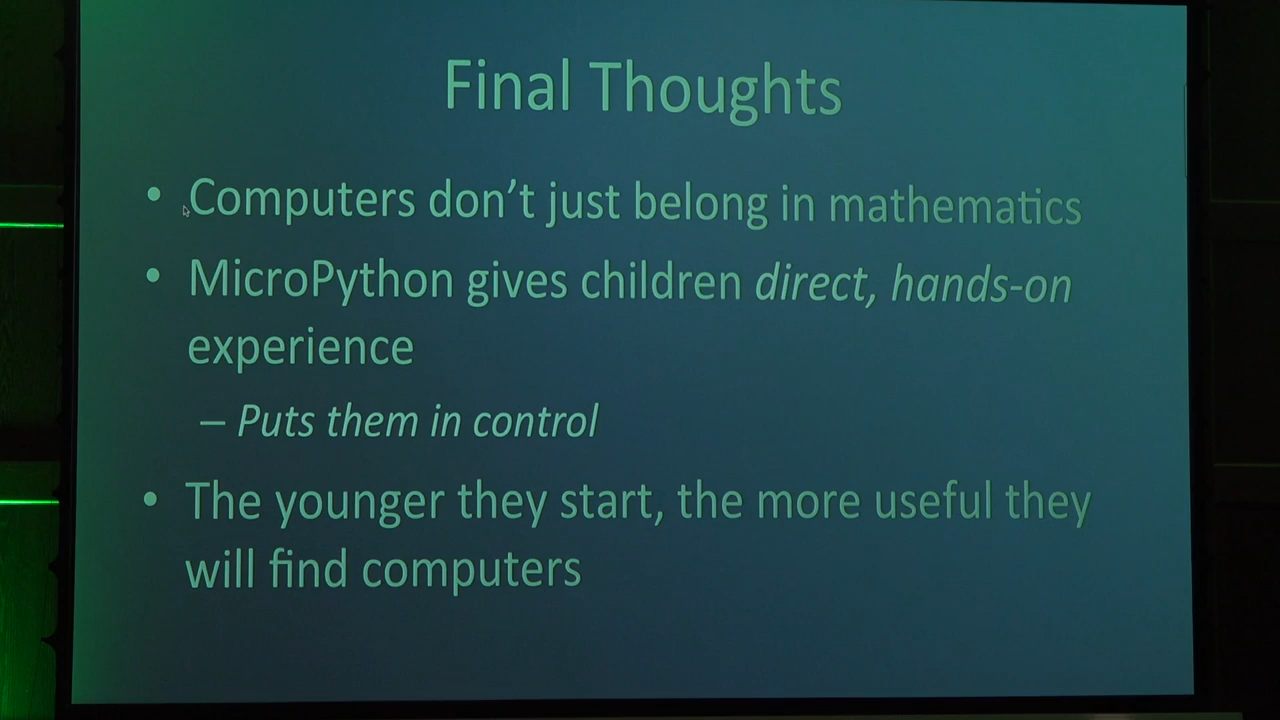 Final Thoughts
• Computers don’t just belong in mathematics
• MicroPython gives children direct, hands-on
experience
– Puts them in control
• The younger they start, the more useful they
will find computers